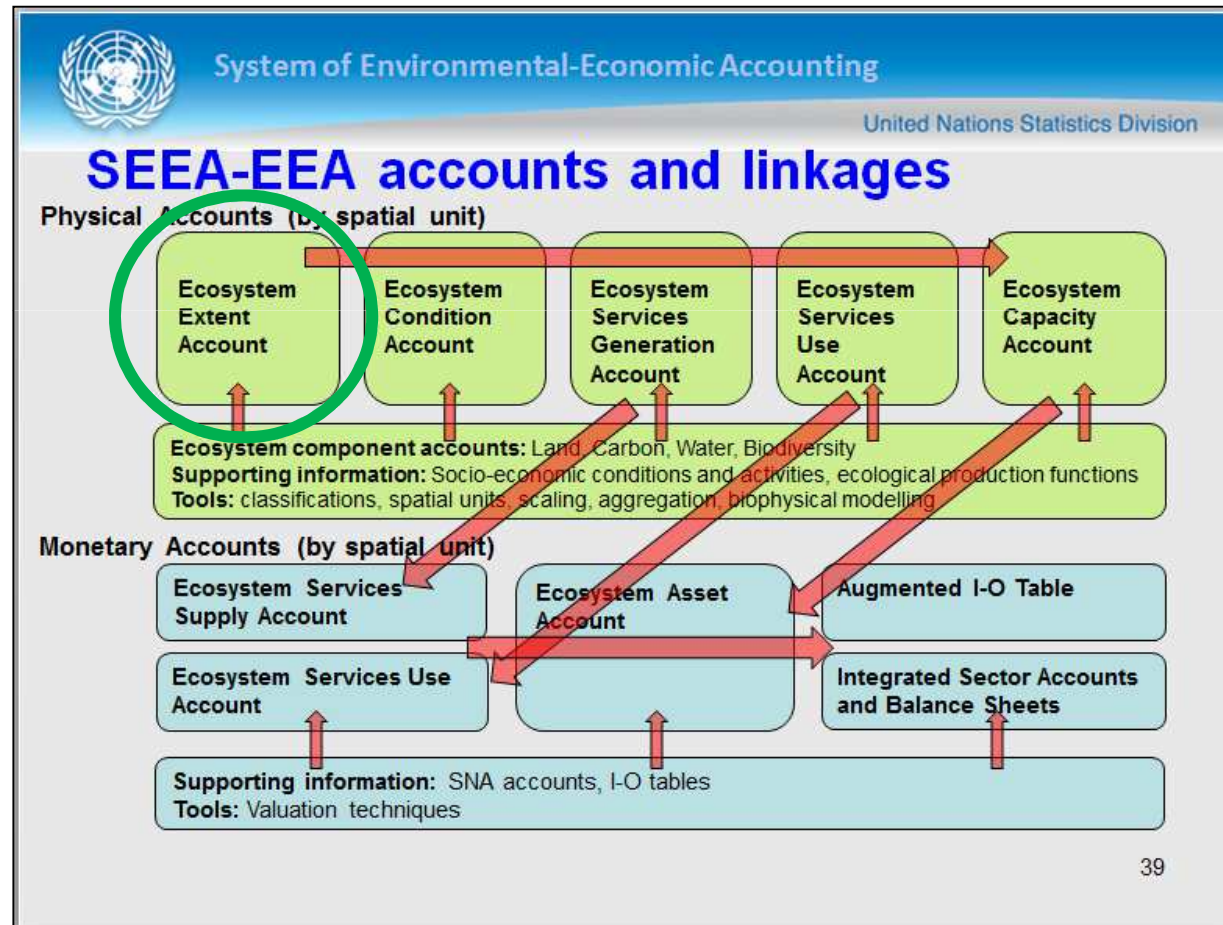 System of Environmental-Economic Accounting
United Nations Statistics Division
SEEA-EEA accounts and linkages
Physical Accounts (by spatial unit)
Ecosystem
Extent
Account
Ecosystem
Condition
Account
Ecosystem
Services
Generation
Account
Ecosystem
Services
Use
Account
Ecosystem
Capacity
Account
Ecosystem component accounts: Land, Carbon, Water, Biodiversity
Supporting information: Socio-economic conditions and activities, ecological production functions
Tools: classifications, spatial units, scaling, aggregation, biophysical modelling
Monetary Accounts (by spatial unit)
Ecosystem Services
Supply Account
Ecosystem Services Use
Account
Ecosystem Asset
Account
Augmented I-O Table
Integrated Sector Accounts
and Balance Sheets
Supporting information: SNA accounts, I-O tables
Tools: Valuation techniques
39